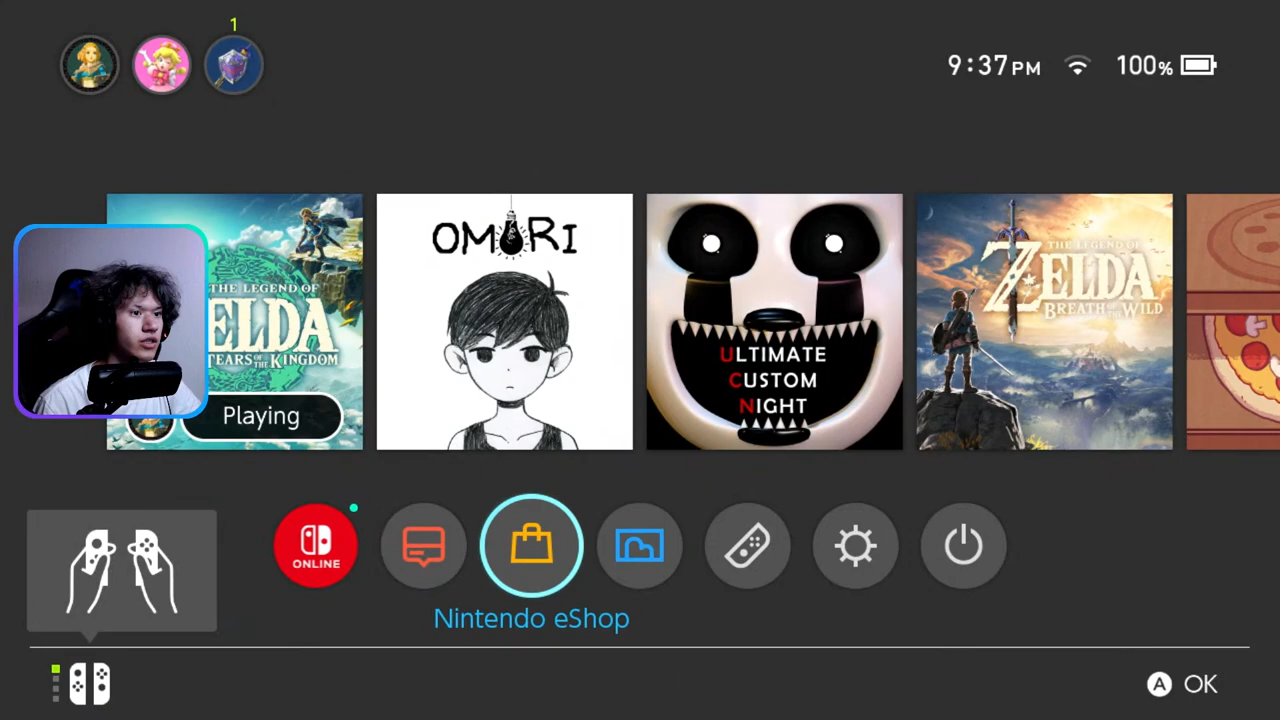 1
9:37PM 100%
THE LEGEND OF
ELDA
TEARS OF THE KINGDOM
Playing
OMORI
ULTIMATE
CUSTOM
NIGHT
THE LEGEND OF
ZELDA
BREATH OF THE WILD
ONLINE
Nintendo eShop
A OK